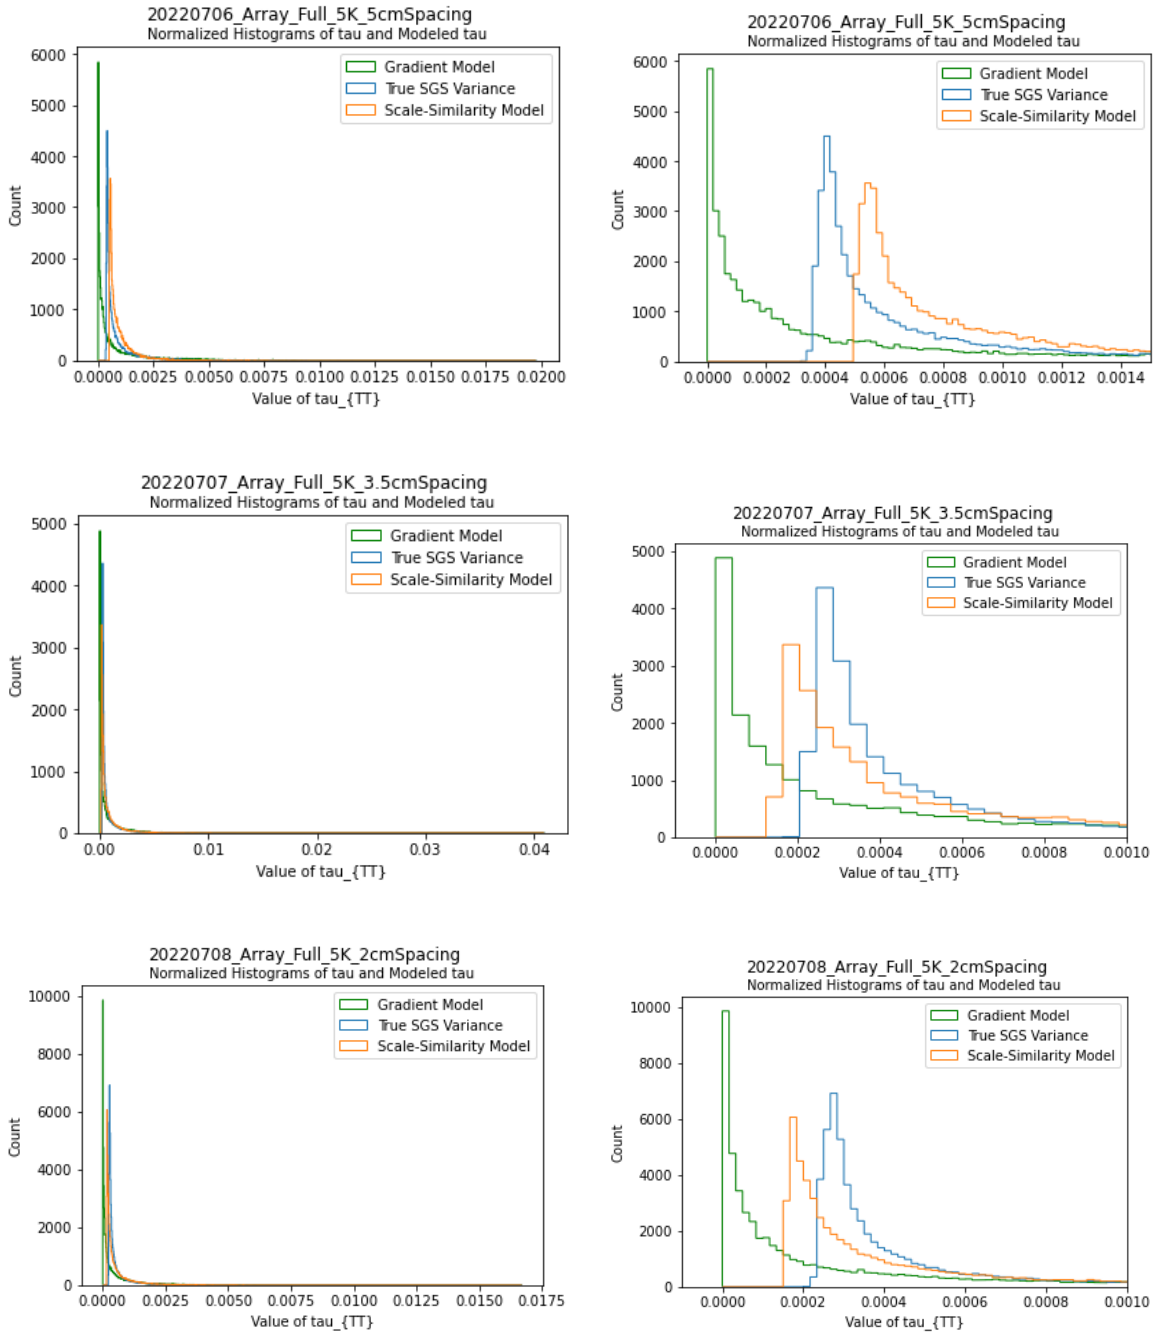 20220706_Array_Full_5K_5cmSpacing
Normalized Histograms of tau and Modeled tau
Gradient Model
True SGS Variance
Scale-Similarity Model
6000
5000
4000
3000
2000
1000
0
Count
0.0000 0.0025 0.0050 0.0075 0.0100 0.0125 0.0150 0.0175 0.0200
Value of tau_{TT}
20220706_Array_Full_5K_5cmSpacing
Normalized Histograms of tau and Modeled tau
Gradient Model
True SGS Variance
Scale-Similarity Model
6000
5000
4000
3000
2000
1000
0
Count
0.0000 0.0002 0.0004 0.0006 0.0008 0.0010 0.0012 0.0014
Value of tau_{TT}
20220707_Array_Full_5K_3.5cmSpacing
Normalized Histograms of tau and Modeled tau
Gradient Model
True SGS Variance
Scale-Similarity Model
5000
4000
3000
2000
1000
0
Count
0.00 0.01 0.02 0.03 0.04
Value of tau_{TT}
20220707_Array_Full_5K_3.5cmSpacing
Normalized Histograms of tau and Modeled tau
Gradient Model
True SGS Variance
Scale-Similarity Model
5000
4000
3000
2000
1000
0
Count
0.0000 0.0002 0.0004 0.0006 0.0008 0.0010
Value of tau_{TT}
20220708_Array_Full_5K_2cmSpacing
Normalized Histograms of tau and Modeled tau
Gradient Model
True SGS Variance
Scale-Similarity Model
10000
8000
6000
4000
2000
0
Count
0.0000 0.0025 0.0050 0.0075 0.0100 0.0125 0.0150 0.0175
Value of tau_{TT}
20220708_Array_Full_5K_2cmSpacing
Normalized Histograms of tau and Modeled tau
Gradient Model
True SGS Variance
Scale-Similarity Model
10000
8000
6000
4000
2000
0
Count
0.0000 0.0002 0.0004 0.0006 0.0008 0.0010
Value of tau_{TT}